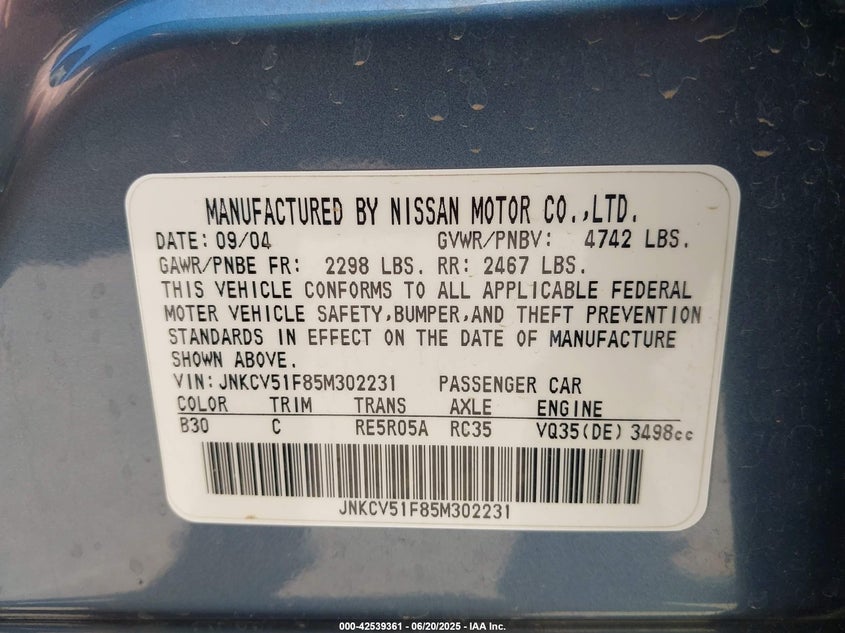 MANUFACTURED BY NISSAN MOTOR CO.,LTD.
DATE: 09/04 GVWR/PNBV: 4742 LBS.
GAWR/PNBE FR: 2298 LBS. RR: 2467 LBS.
THIS VEHICLE CONFORMS TO ALL APPLICABLE FEDERAL
MOTER VEHICLE SAFETY,BUMPER,AND THEFT PREVENTION
STANDARDS IN EFFECT ON THE DATE OF MANUFACTURE
SHOWN ABOVE.
VIN: JNKCV51F85M302231 PASSENGER CAR
COLOR TRIM TRANS AXLE ENGINE
B30 C RE5R05A RC35 VQ35(DE) 3498cc
JNKCV51F85M302231
000-42539361 - 06/20/2025 - IAA Inc.